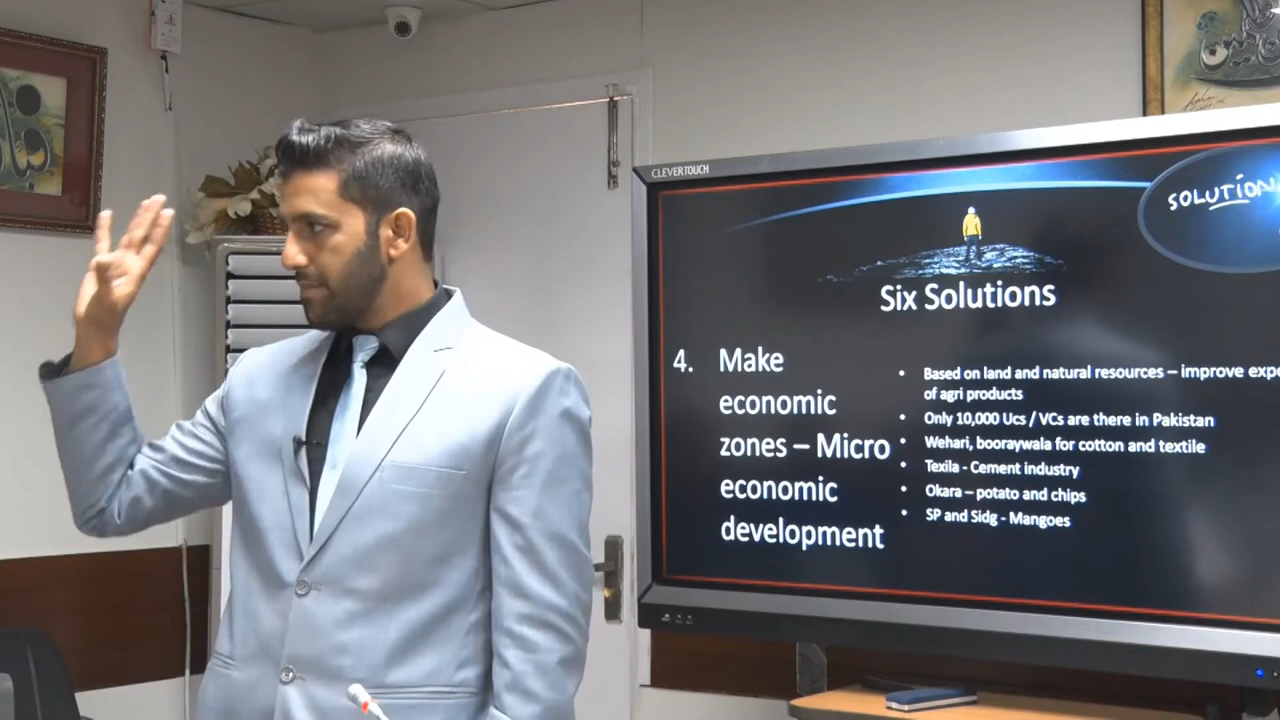 CLEVERTOUCH
SOLUTION
Six Solutions
4. Make
economic
zones – Micro
economic
development
• Based on land and natural resources – improve expo
of agri products
• Only 10,000 Ucs / VCs are there in Pakistan
• Wehari, booraywala for cotton and textile
• Texila - Cement industry
• Okara – potato and chips
• SP and Sidg - Mangoes